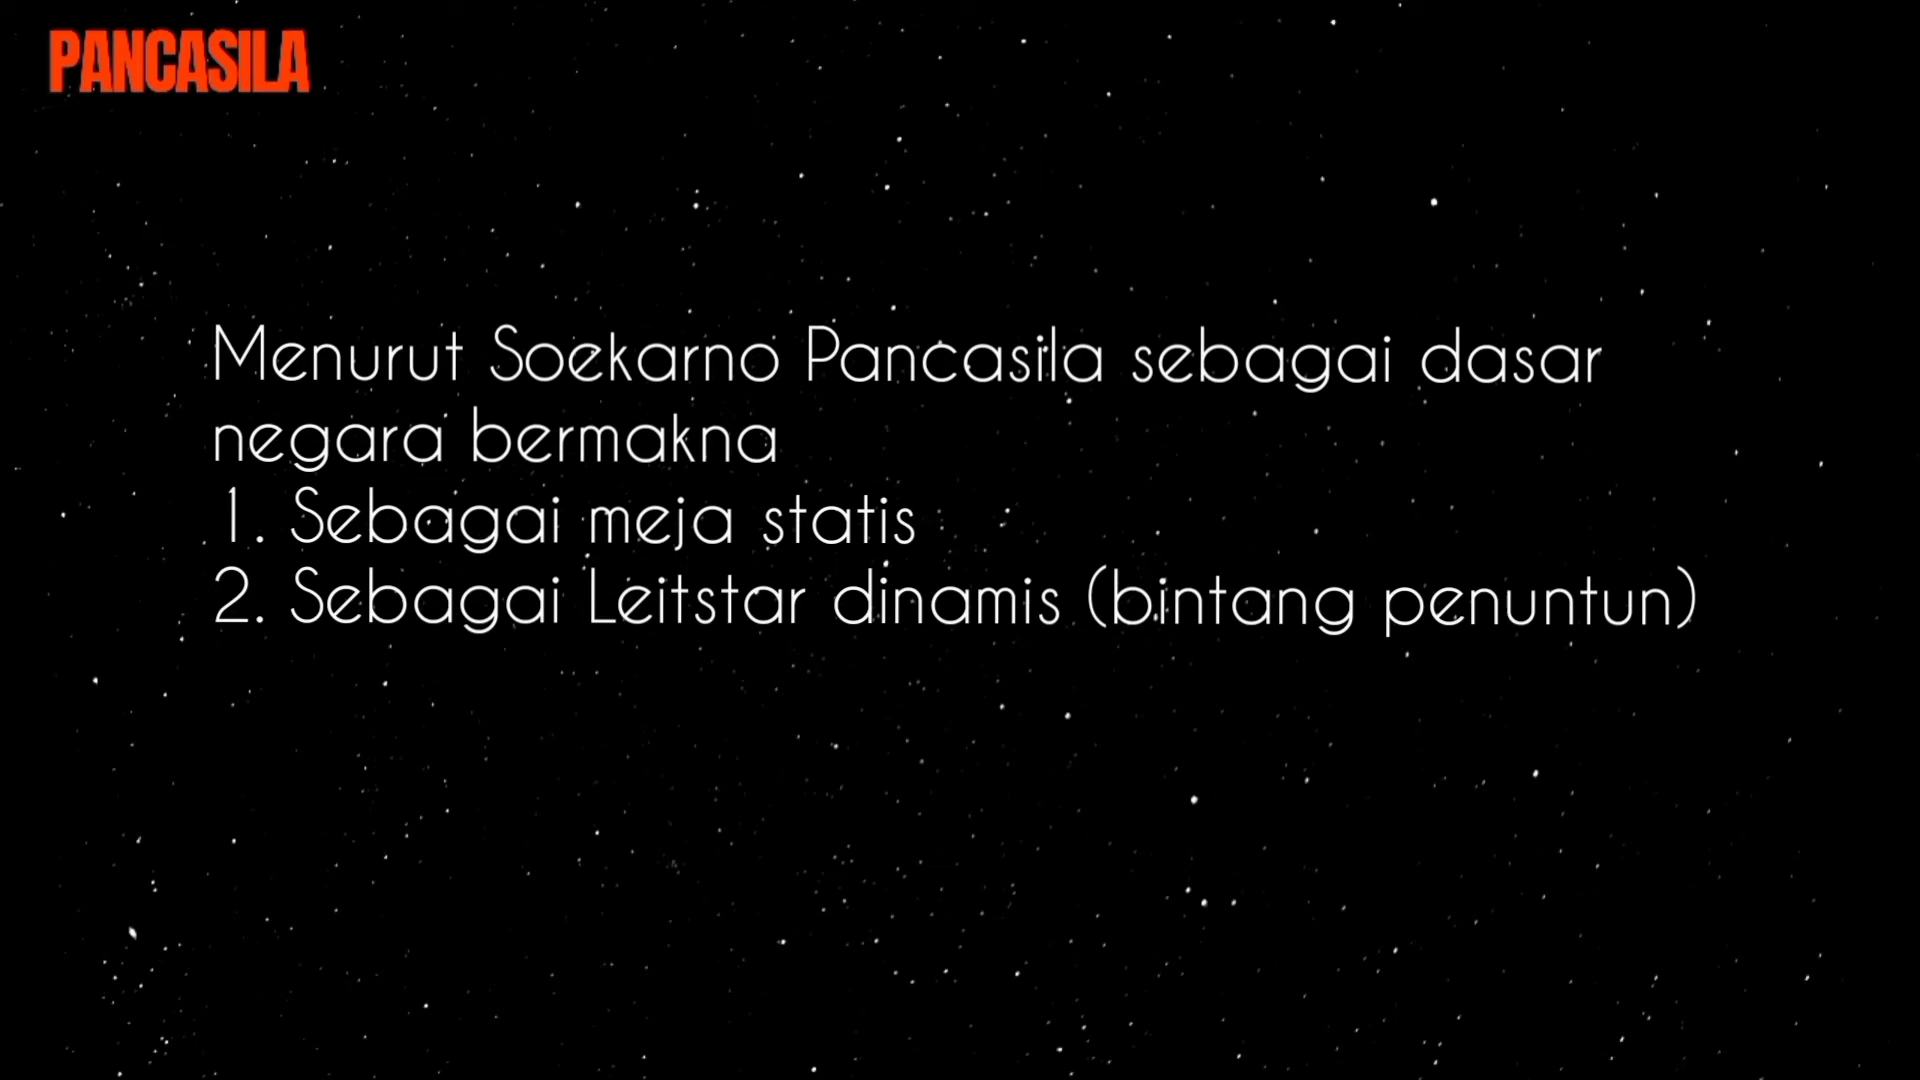 PANCASILA
Menurut Soekarno Pancasila sebagai dasar
negara bermakna
1. Sebagai meja statis
2. Sebagai Leitstar dinamis (bintang penuntun)